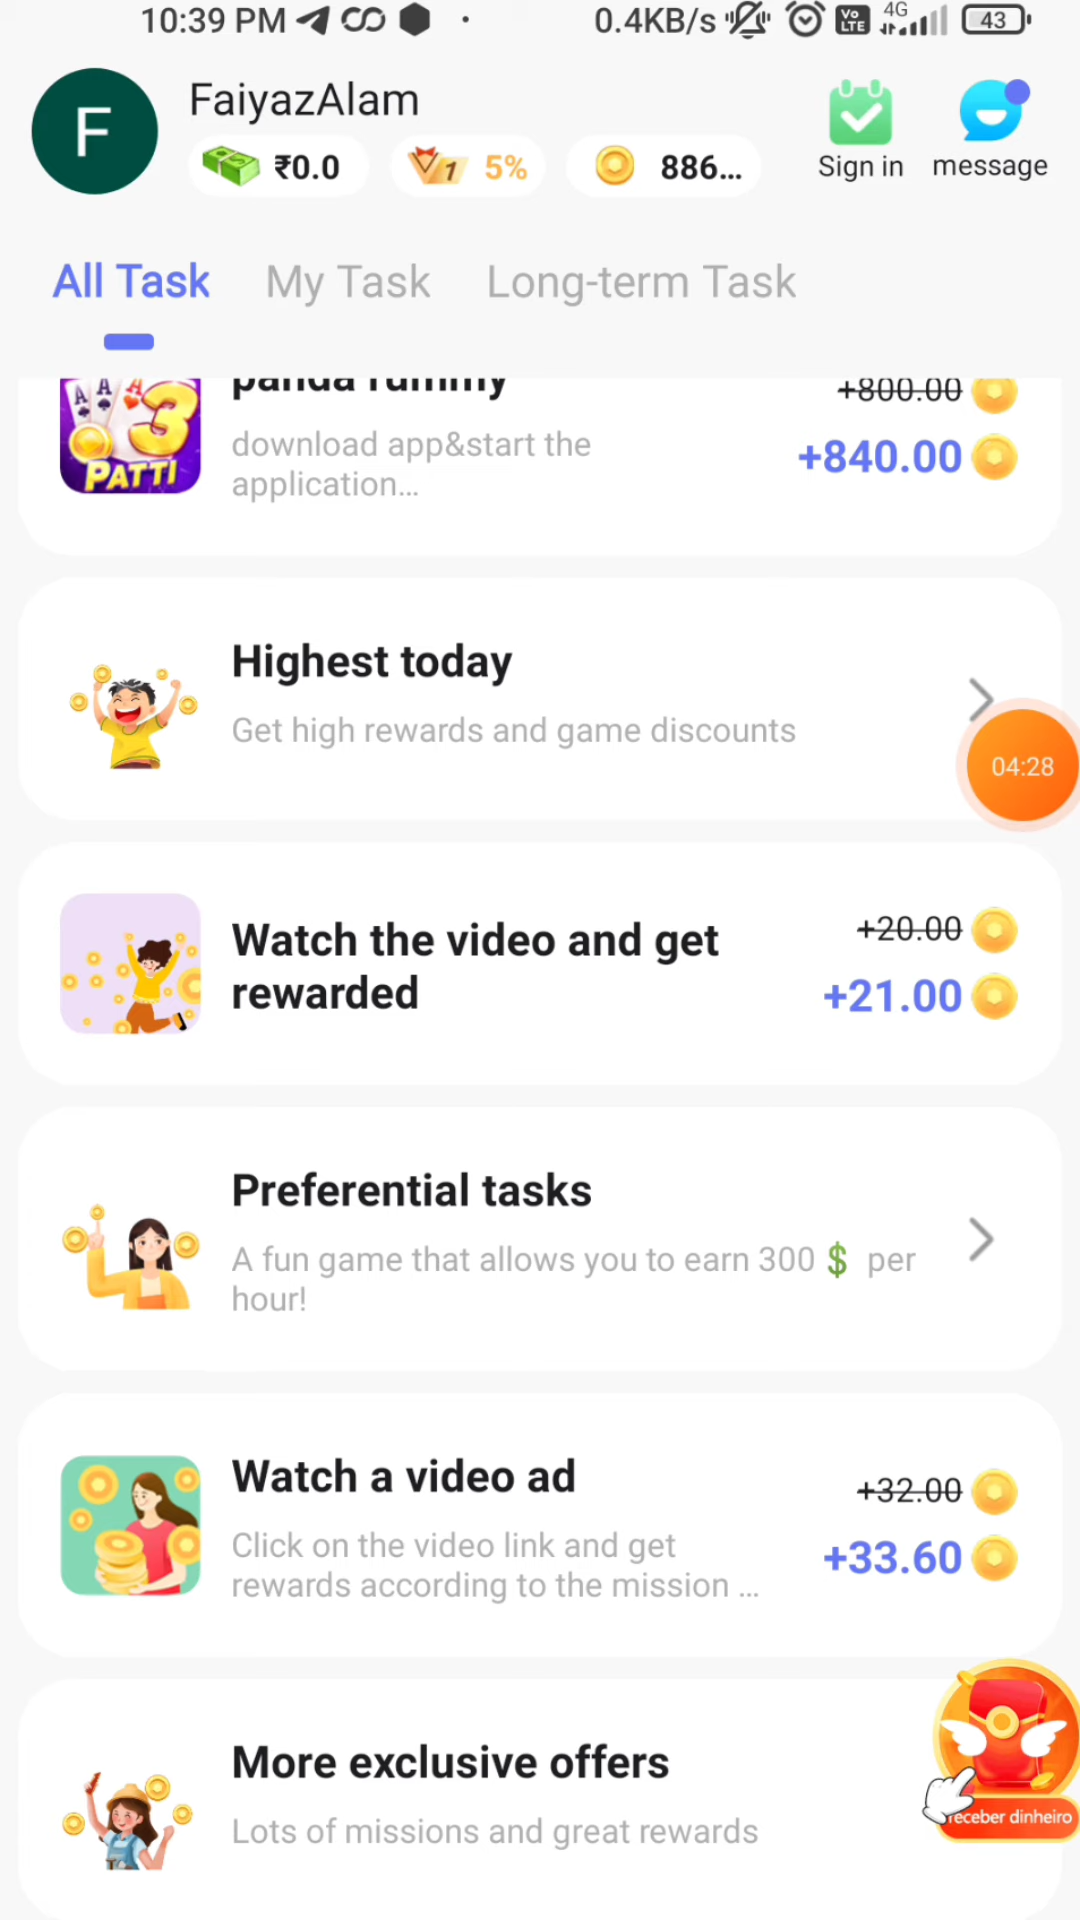 10:39 PM 0.4KB/s Vo LTE 4G 43
F
FaiyazAlam
₹0.0 1 5% 886...
Sign in message
All Task My Task Long-term Task
panda rummy
+800.00
A A A 3
PATTI
download app&start the
application...
+840.00
Highest today
Get high rewards and game discounts
04:28
Watch the video and get
rewarded
+20.00
+21.00
Preferential tasks
A fun game that allows you to earn 300 $ per
hour!
Watch a video ad
+32.00
Click on the video link and get
rewards according to the mission ...
+33.60
More exclusive offers
Lots of missions and great rewards
receber dinheiro